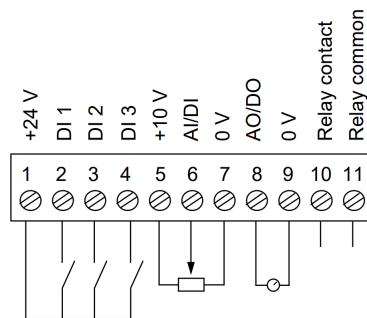 +24 V
DI 1
DI 2
DI 3
+10 V
AI/DI
0 V
AO/DO
0 V
Relay contact
Relay common
1 2 3 4 5 6 7 8 9 10 11